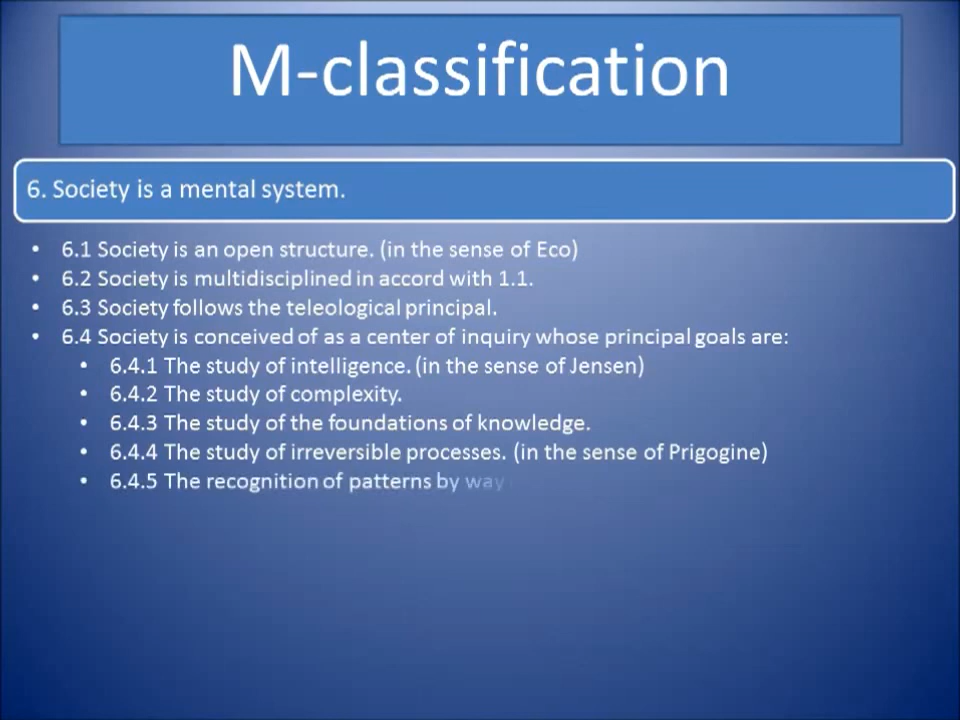 M-classification
6. Society is a mental system.
• 6.1 Society is an open structure. (in the sense of Eco)
• 6.2 Society is multidisciplined in accord with 1.1.
• 6.3 Society follows the teleological principal.
• 6.4 Society is conceived of as a center of inquiry whose principal goals are:
• 6.4.1 The study of intelligence. (in the sense of Jensen)
• 6.4.2 The study of complexity.
• 6.4.3 The study of the foundations of knowledge.
• 6.4.4 The study of irreversible processes. (in the sense of Prigogine)
• 6.4.5 The recognition of patterns by way